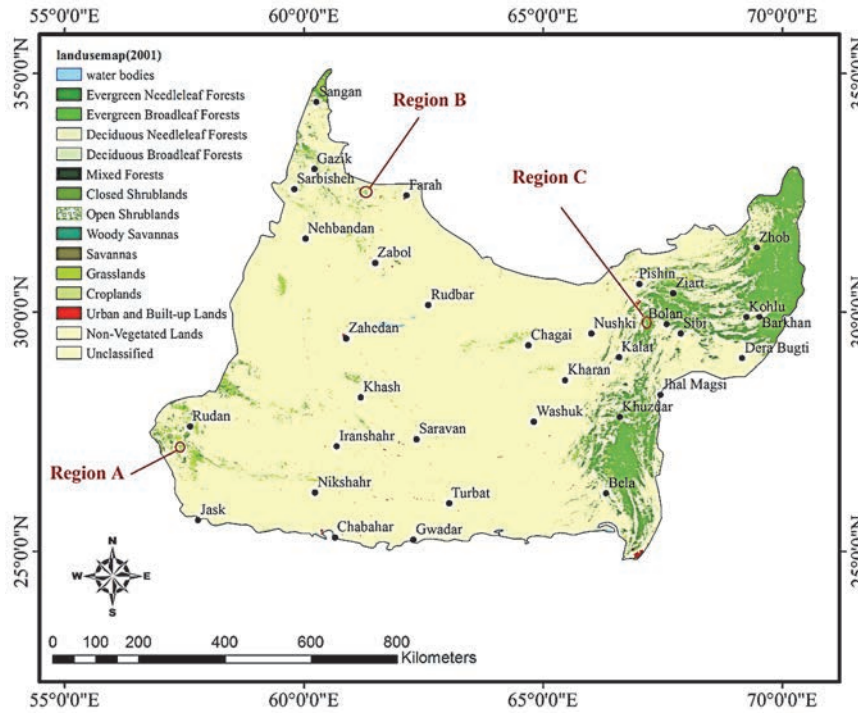 55°0'0"E 60°0'0"E 65°0'0"E 70°0'0"E
35°0'0"N
35°0'0"N
30°0'0"N
30°0'0"N
25°0'0"N
25°0'0"N
landusemap(2001)
water bodies
Evergreen Needleleaf Forests
Evergreen Broadleaf Forests
Deciduous Needleleaf Forests
Deciduous Broadleaf Forests
Mixed Forests
Closed Shrublands
Open Shrublands
Woody Savannas
Savannas
Grasslands
Croplands
Urban and Built-up Lands
Non-Vegetated Lands
Unclassified
Sangan
Region B
Gazik
Sarbisheh
Farah
Region C
Nehbandan
Zabol
Zhob
Pishin
Ziart
Rudbar
Kohlu
Bolan
Barkhan
Zahedan
Nushki
Sibi
Chagai
Kalat
Dera Bugti
Kharan
Khash
Jhal Magsi
Rudan
Washuk
Khuzdar
Iranshahr
Saravan
Region A
Nikshahr
Turbat
Bela
Jask
Chabahar
Gwadar
N
W E
S
0 100 200 400 600 800
Kilometers
55°0'0"E 60°0'0"E 65°0'0"E 70°0'0"E